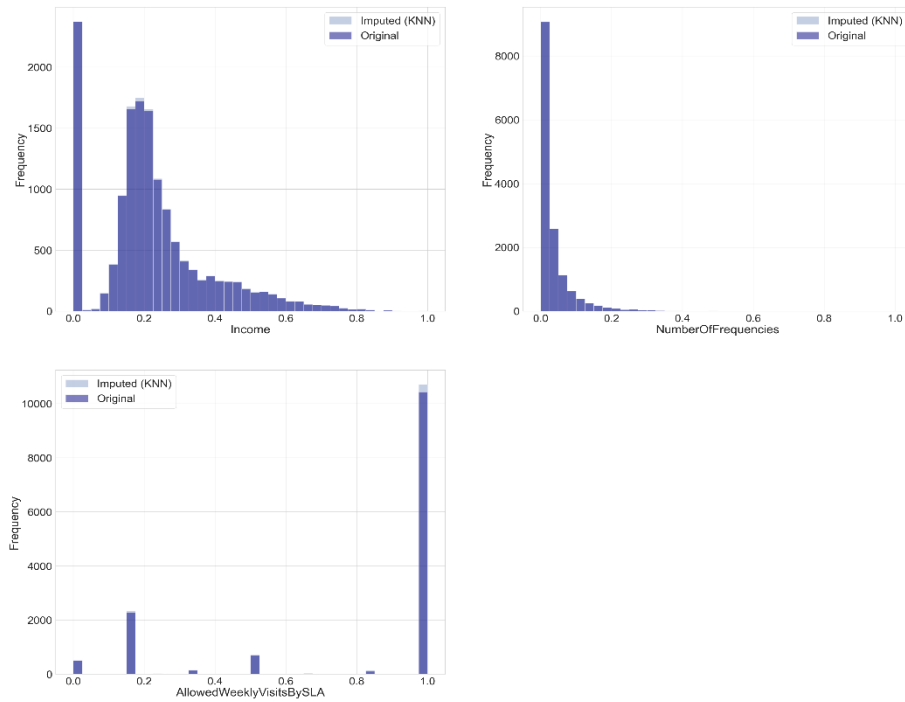 Imputed (KNN)
Original
Frequency
2000
1500
1000
500
0
0.0 0.2 0.4 0.6 0.8 1.0
Income
Imputed (KNN)
Original
Frequency
8000
6000
4000
2000
0
0.0 0.2 0.4 0.6 0.8 1.0
NumberOfFrequencies
Imputed (KNN)
Original
Frequency
10000
8000
6000
4000
2000
0
0.0 0.2 0.4 0.6 0.8 1.0
AllowedWeeklyVisitsBySLA